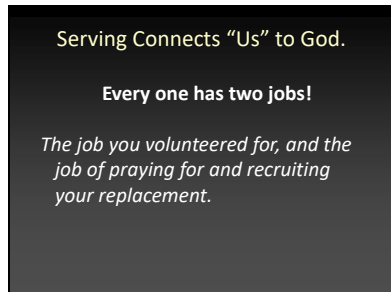 Serving Connects “Us” to God.
Every one has two jobs!
The job you volunteered for, and the
job of praying for and recruiting
your replacement.